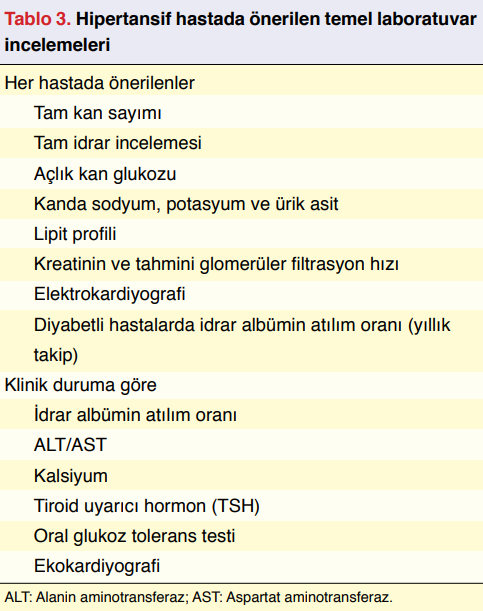 Tablo 3. Hipertansif hastada önerilen temel laboratuvar
incelemeleri
Her hastada önerilenler
Tam kan sayımı
Tam idrar incelemesi
Açlık kan glukozu
Kanda sodyum, potasyum ve ürik asit
Lipit profili
Kreatinin ve tahmini glomerüler filtrasyon hızı
Elektrokardiyografi
Diyabetli hastalarda idrar albümin atılım oranı (yıllık
takip)
Klinik duruma göre
İdrar albümin atılım oranı
ALT/AST
Kalsiyum
Tiroid uyarıcı hormon (TSH)
Oral glukoz tolerans testi
Ekokardiyografi
ALT: Alanin aminotransferaz; AST: Aspartat aminotransferaz.